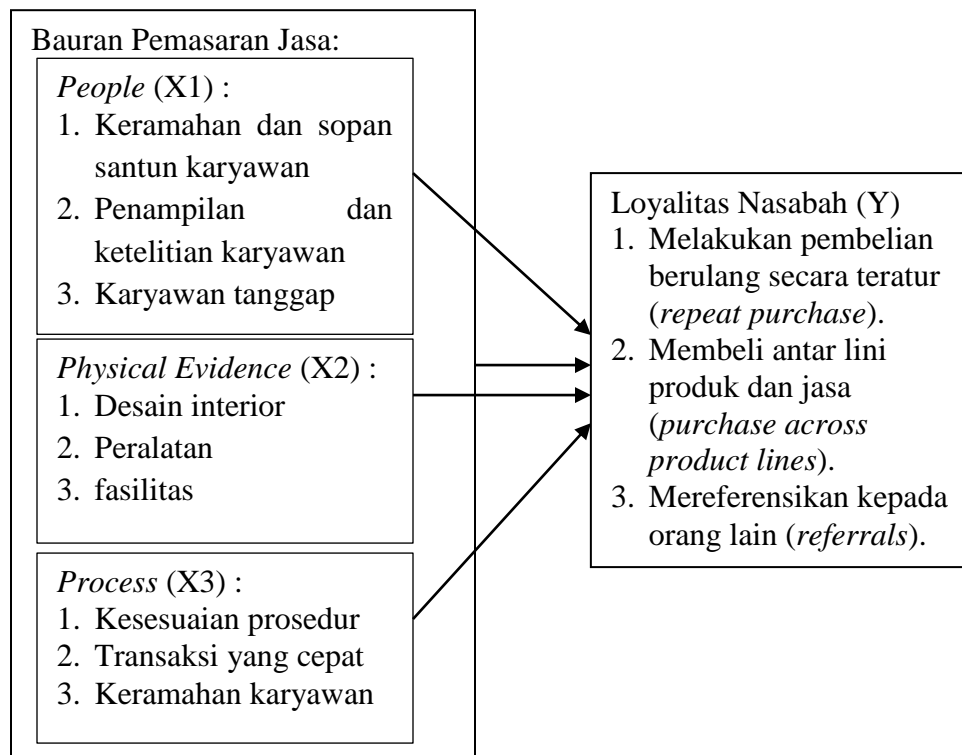 Bauran Pemasaran Jasa:
People (X1) :
1. Keramahan dan sopan
santun karyawan
2. Penampilan dan
ketelitian karyawan
3. Karyawan tanggap
Physical Evidence (X2) :
1. Desain interior
2. Peralatan
3. fasilitas
Process (X3) :
1. Kesesuaian prosedur
2. Transaksi yang cepat
3. Keramahan karyawan
Loyalitas Nasabah (Y)
1. Melakukan pembelian
berulang secara teratur
(repeat purchase).
2. Membeli antar lini
produk dan jasa
(purchase across
product lines).
3. Mereferensikan kepada
orang lain (referrals).